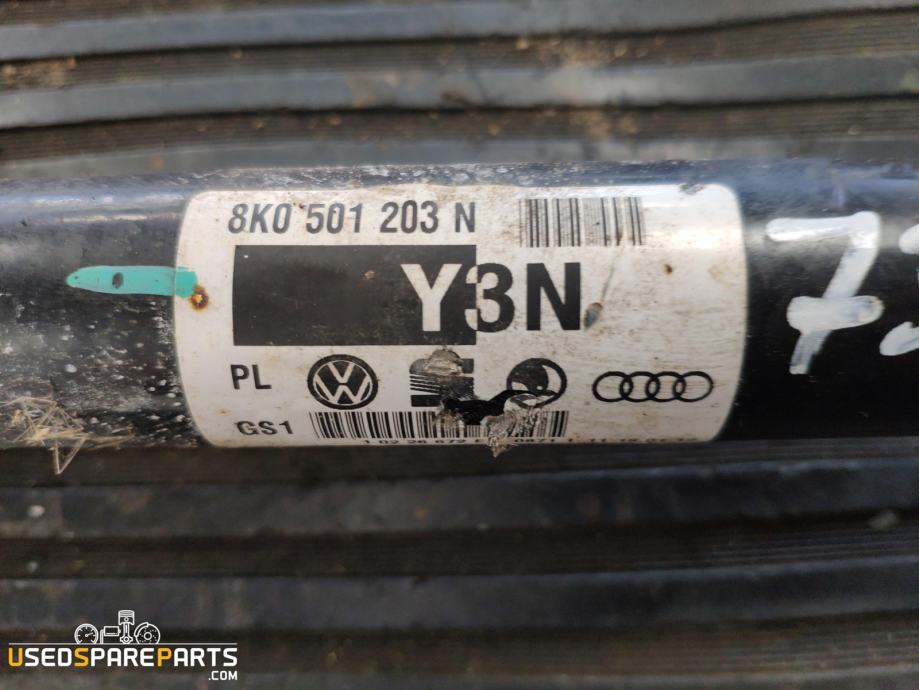 8K0 501 203 N
Y3N
PL
GS1
USEDSPAREPARTS
.COM